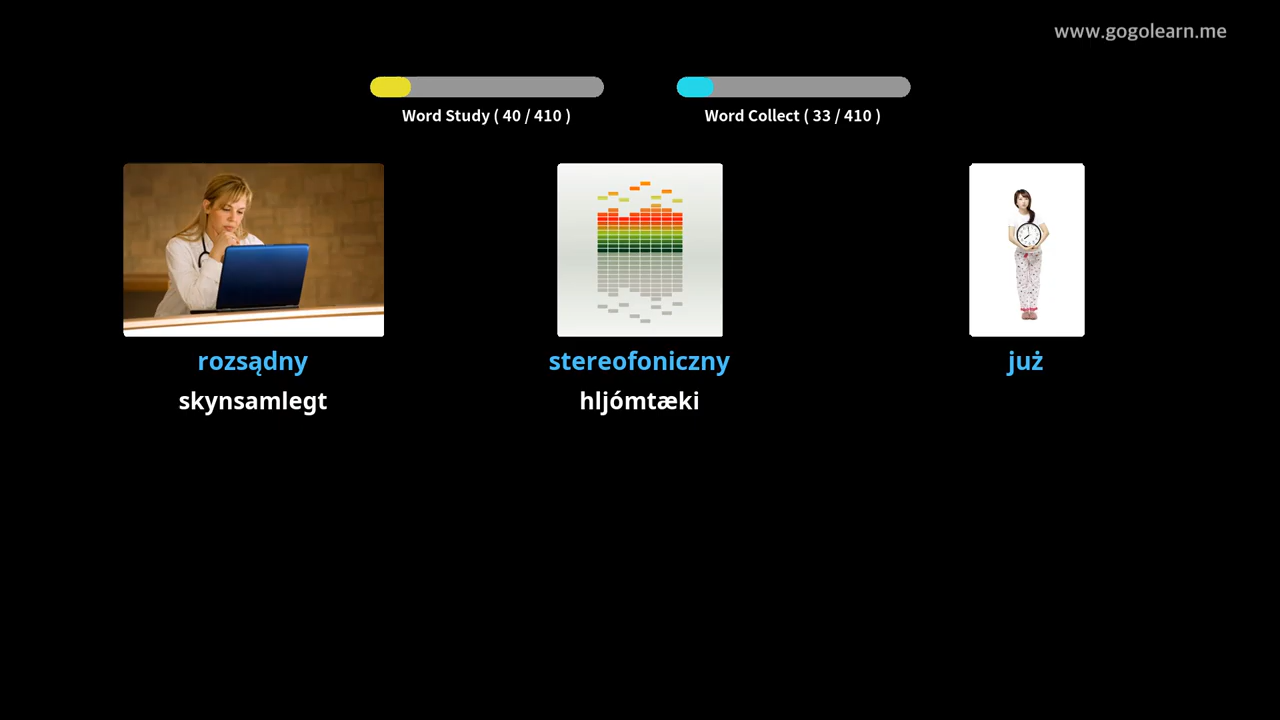 www.gogolearn.me
Word Study ( 40 / 410 )
Word Collect ( 33 / 410 )
rozsądny
skynsamlegt
stereofoniczny
hljómtæki
już